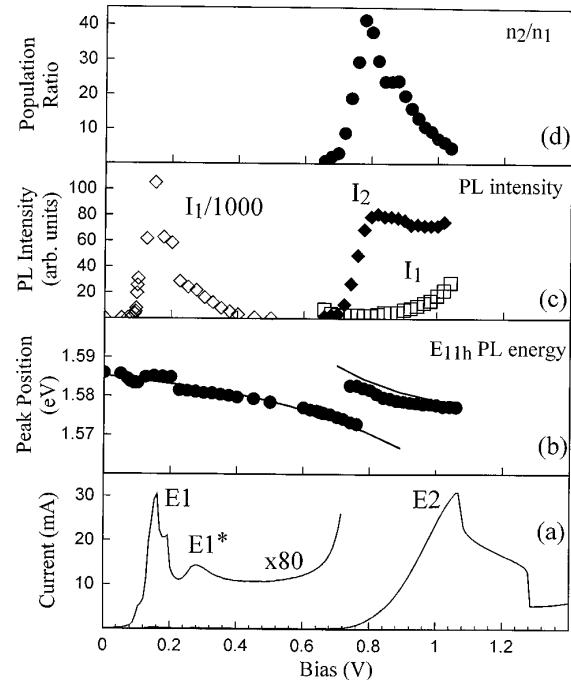 40
30
20
10
Population
Ratio
n₂/n₁
(d)
100
80
60
40
20
PL Intensity
(arb. units)
I₁/1000
I₂
I₁
PL intensity
(c)
1.59
1.58
1.57
Peak Position
(eV)
E₁₁ₕ PL energy
(b)
30
20
10
Current (mA)
E1
E1*
x80
E2
(a)
0.0 0.2 0.4 0.6 0.8 1.0 1.2
Bias (V)